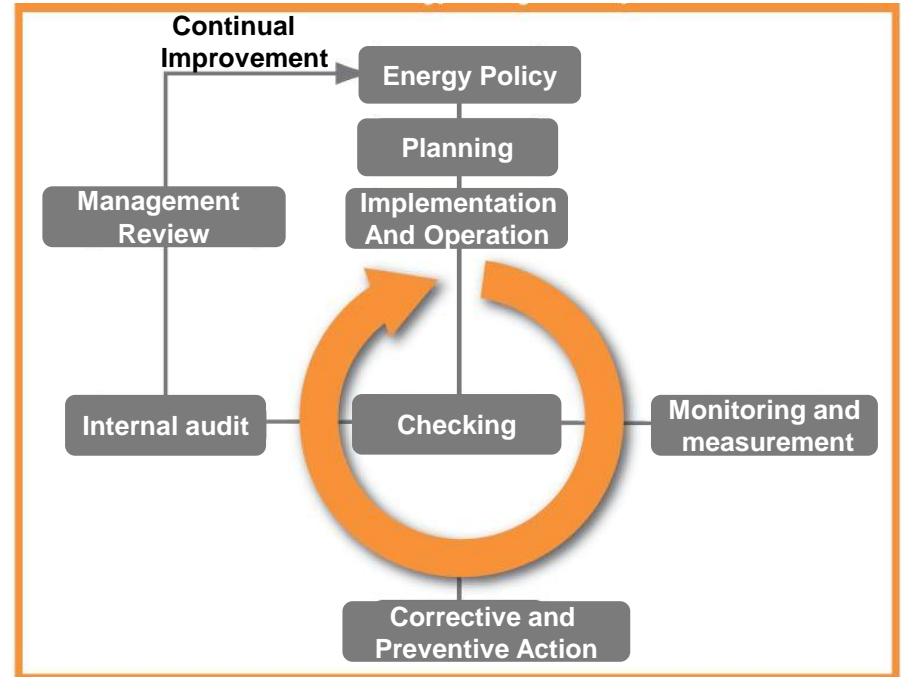 Continual
Improvement
Energy Policy
Planning
Management
Review
Implementation
And Operation
Internal audit
Checking
Monitoring and
measurement
Corrective and
Preventive Action